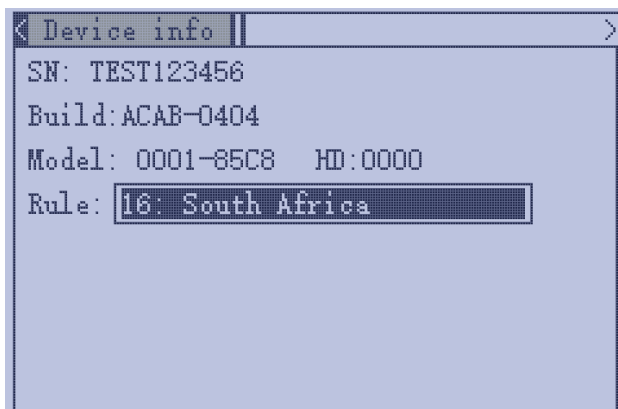 Device info
SN: TEST123456
Build:ACAB-0404
Model: 0001-85C8 HD:0000
Rule: 16: South Africa